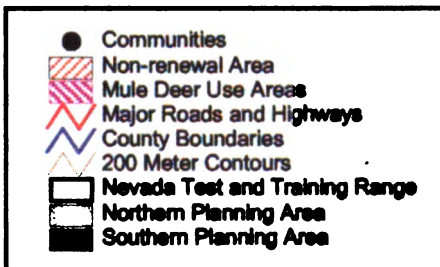 Communities
Non-renewal Area
Mule Deer Use Areas
Major Roads and Highways
County Boundaries
200 Meter Contours
Nevada Test and Training Range
Northern Planning Area
Southern Planning Area